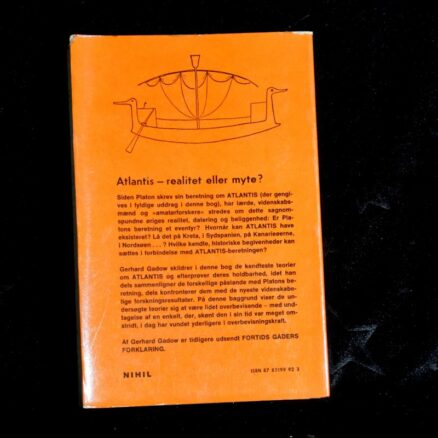 Atlantis – realitet eller myte?
Siden Platon skrev sin beretning om ATLANTIS (der gengi-
ves i fyldige uddrag i denne bog), har lærde, videnskabs-
mænd og »amatørforskere« stredes om dette sagnom-
spundne øriges realitet, datering og beliggenhed: Er Pla-
tons beretning et eventyr? Hvornår kan ATLANTIS have
eksisteret? Lå det på Kreta, i Sydspanien, på Kanarieøerne,
i Nordsøen . . . ? Hvilke kendte, historiske begivenheder kan
sættes i forbindelse med ATLANTIS-beretningen?
Gerhard Gadow skildrer i denne bog de kendteste teorier
om ATLANTIS og efterprøver deres holdbarhed, idet han
dels sammenligner de forskellige påstande med Platons be-
retning, dels konfronterer dem med de nyeste videnskabe-
lige forskningsresultater. På denne baggrund viser de un-
dersøgte teorier sig at være lidet overbevisende – med und-
tagelse af en enkelt, der, skønt den i sin tid var meget om-
stridt, i dag har vundet yderligere i overbevisningskraft.
Af Gerhard Gadow er tidligere udsendt FORTIDS GÅDERS
FORKLARING.
NIHIL
ISBN 87 85199 02 3